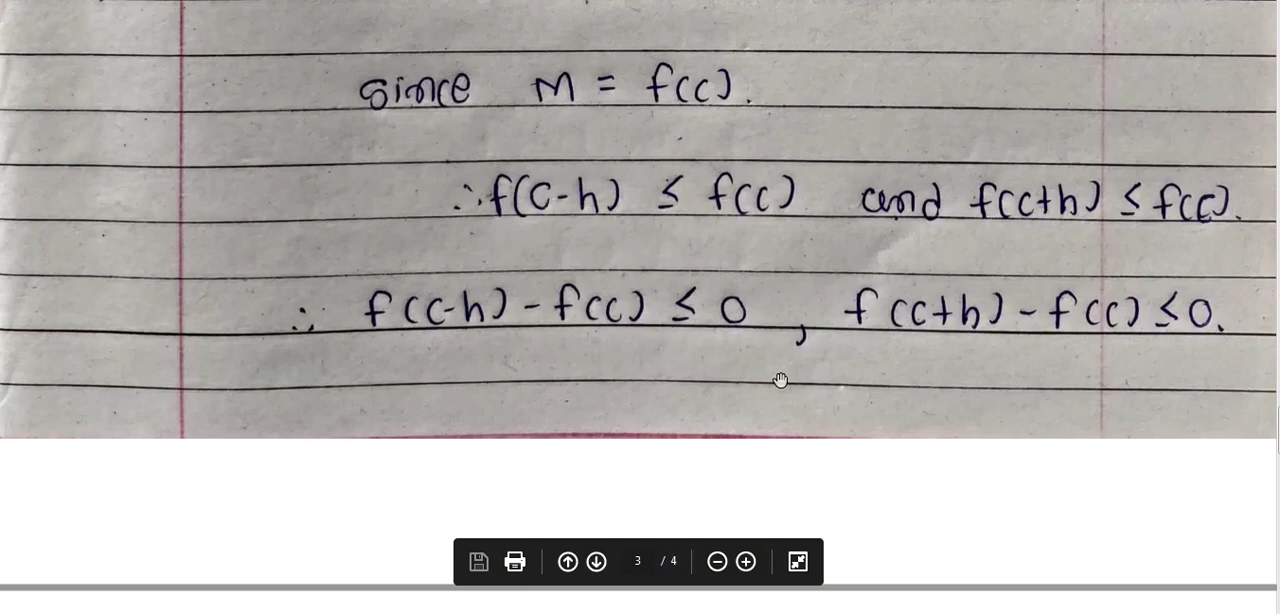 since M = f(c).
∴ f(c-h) ≤ f(c) and f(c+h) ≤ f(c).
∴ f(c-h) - f(c) ≤ 0 , f(c+h) - f(c) ≤ 0.
3 / 4